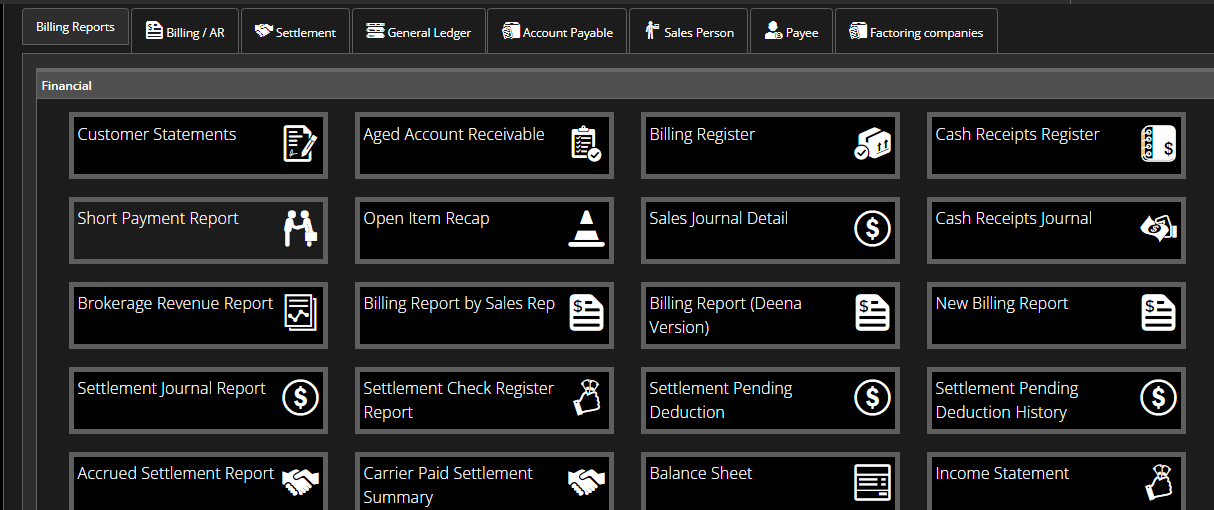 Billing Reports
Billing / AR
Settlement
General Ledger
Account Payable
Sales Person
Payee
Factoring companies
Financial
Customer Statements
Aged Account Receivable
Billing Register
Cash Receipts Register
Short Payment Report
Open Item Recap
Sales Journal Detail
Cash Receipts Journal
Brokerage Revenue Report
Billing Report by Sales Rep
Billing Report (Deena
Version)
New Billing Report
Settlement Journal Report
Settlement Check Register
Report
Settlement Pending
Deduction
Settlement Pending
Deduction History
Accrued Settlement Report
Carrier Paid Settlement
Summary
Balance Sheet
Income Statement